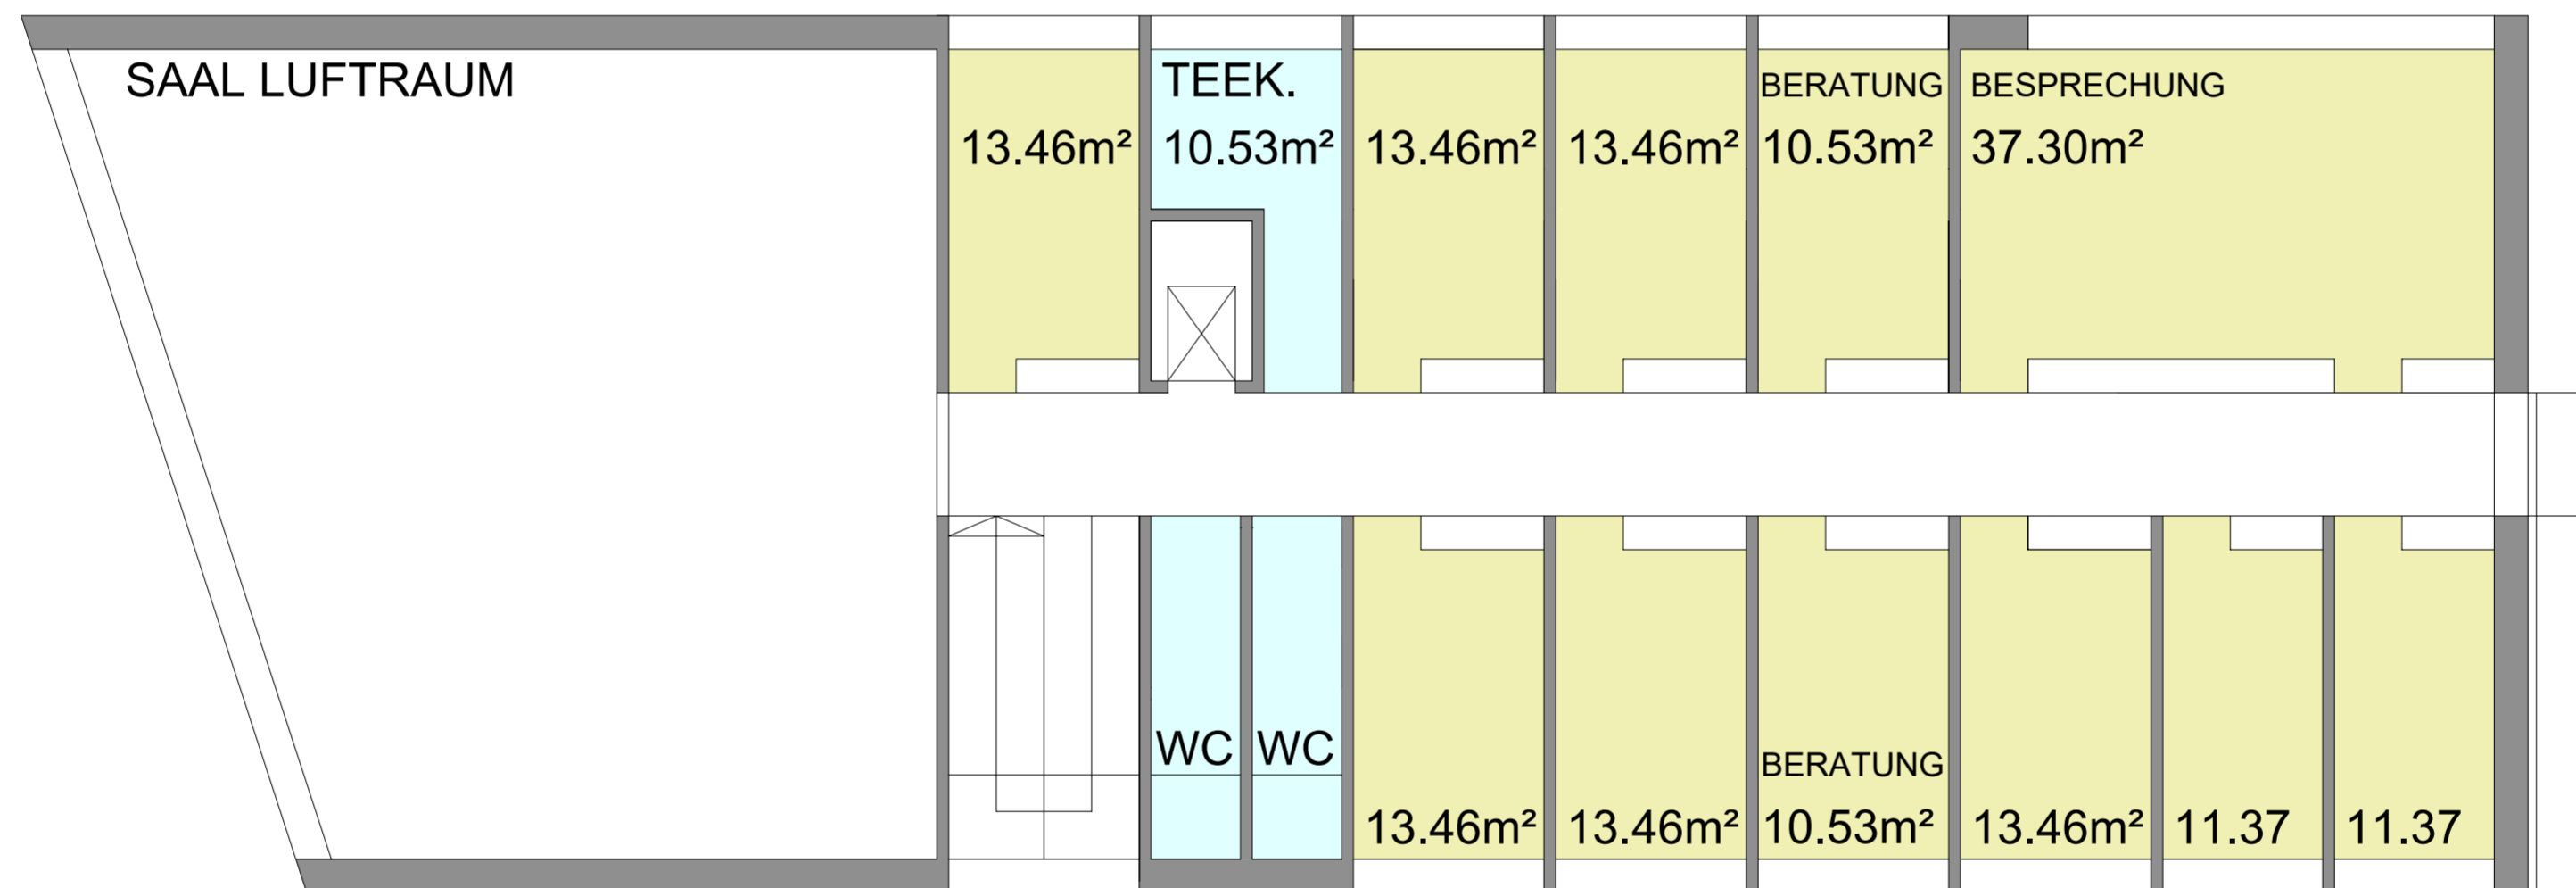 SAAL LUFTRAUM
13.46m²
TEEK.
10.53m²
13.46m²
13.46m²
BERATUNG
10.53m²
BESPRECHUNG
37.30m²
WC
WC
13.46m²
13.46m²
BERATUNG
10.53m²
13.46m²
11.37
11.37